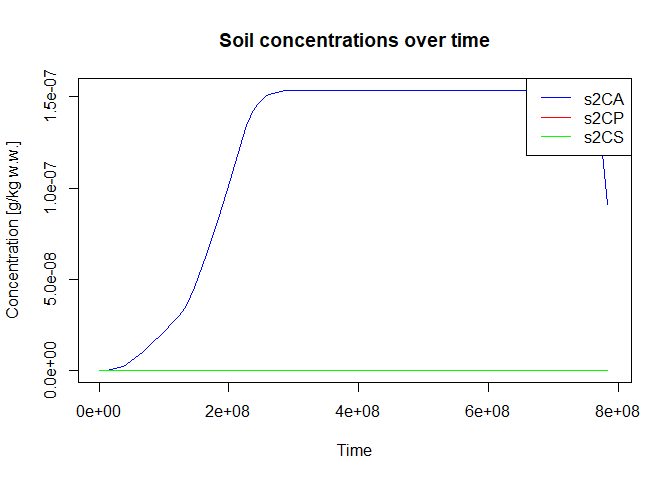 Soil concentrations over time
Concentration [g/kg w.w.]
1.5e-07
1.0e-07
5.0e-08
0.0e+00
s2CA
s2CP
s2CS
0e+00 2e+08 4e+08 6e+08 8e+08
Time